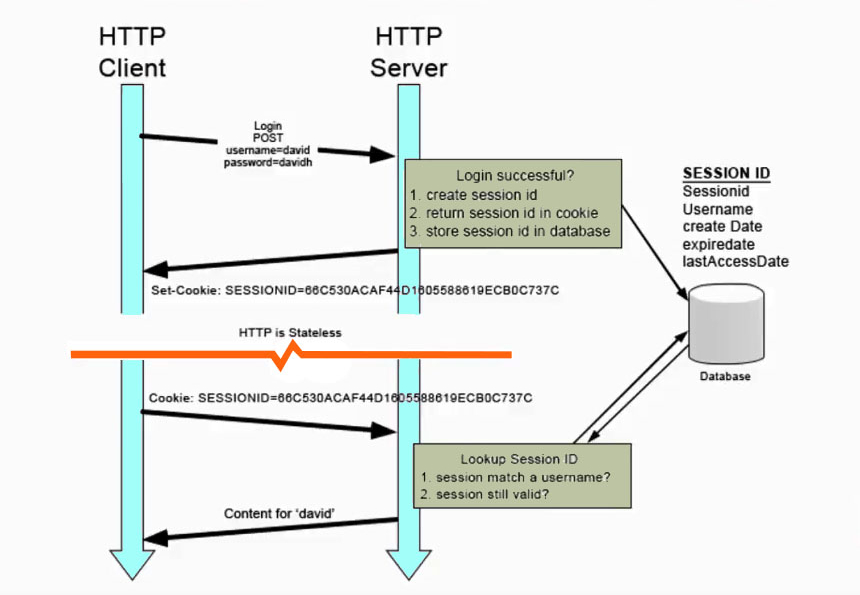 HTTP
Client
HTTP
Server
Login
POST
username=david
password=davidh
Login successful?
1. create session id
2. return session id in cookie
3. store session id in database
SESSION ID
Sessionid
Username
create Date
expiredate
lastAccessDate
Set-Cookie: SESSIONID=66C530ACAF44D1605588619ECB0C737C
HTTP is Stateless
Database
Cookie: SESSIONID=66C530ACAF44D1605588619ECB0C737C
Lookup Session ID
1. session match a username?
2. session still valid?
Content for 'david'